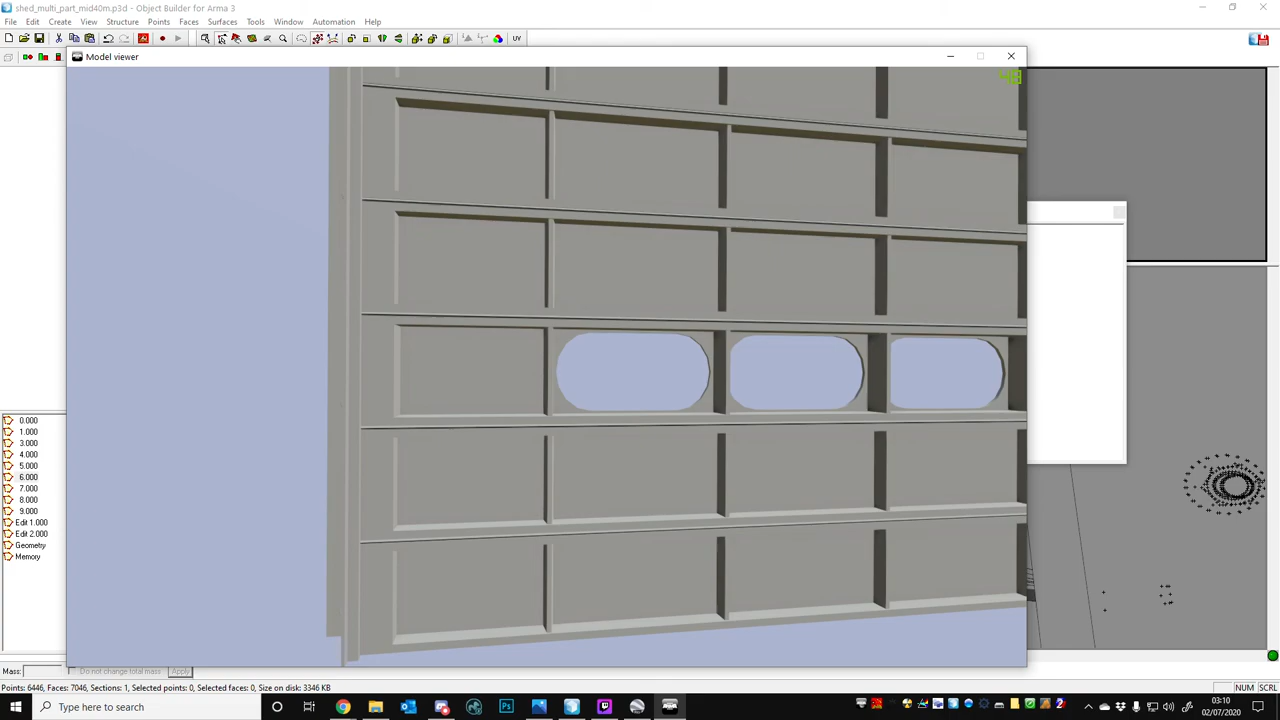 shed_multi_part_mid40m.p3d - Object Builder for Arma 3
File Edit Create View Structure Points Faces Surfaces Tools Window Automation Help
UV
Model viewer
0.000
1.000
3.000
4.000
5.000
6.000
7.000
8.000
9.000
Edit 1.000
Edit 2.000
Geometry
Memory
Mass:
Do not change total mass
Apply
Points: 6446, Faces: 7046, Sections: 1, Selected points: 0, Selected faces: 0, Size on disk: 3346 KB
NUM
SCRL
Type here to search
03:10
02/07/2020